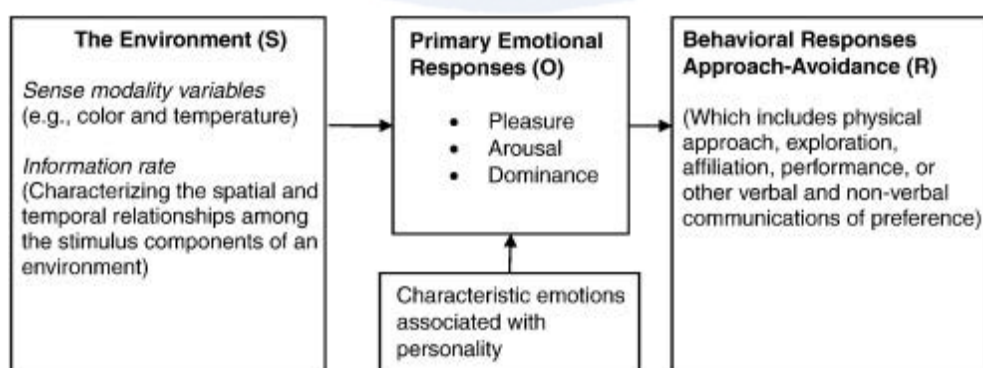 The Environment (S)
Sense modality variables
(e.g., color and temperature)
Information rate
(Characterizing the spatial and
temporal relationships among
the stimulus components of an
environment)
Primary Emotional
Responses (O)
• Pleasure
• Arousal
• Dominance
Characteristic emotions
associated with
personality
Behavioral Responses
Approach-Avoidance (R)
(Which includes physical
approach, exploration,
affiliation, performance, or
other verbal and non-verbal
communications of preference)